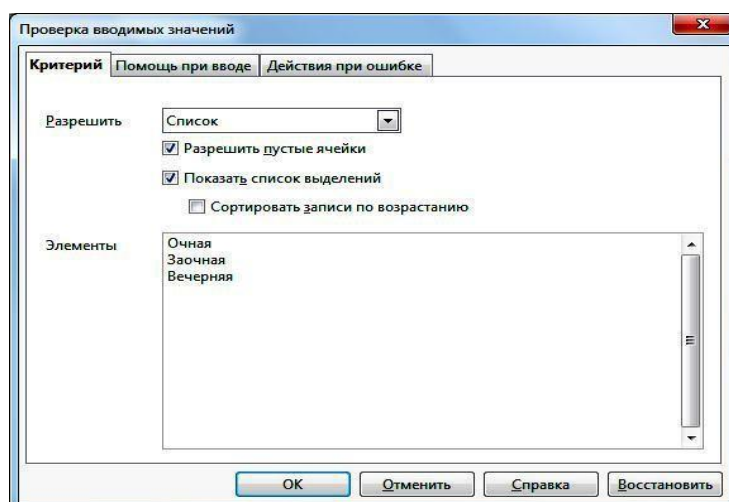 Проверка вводимых значений
Критерий Помощь при вводе Действия при ошибке
Разрешить Список
Разрешить пустые ячейки
Показать список выделений
Сортировать записи по возрастанию
Элементы Очная
Заочная
Вечерняя
ОК Отменить Справка Восстановить